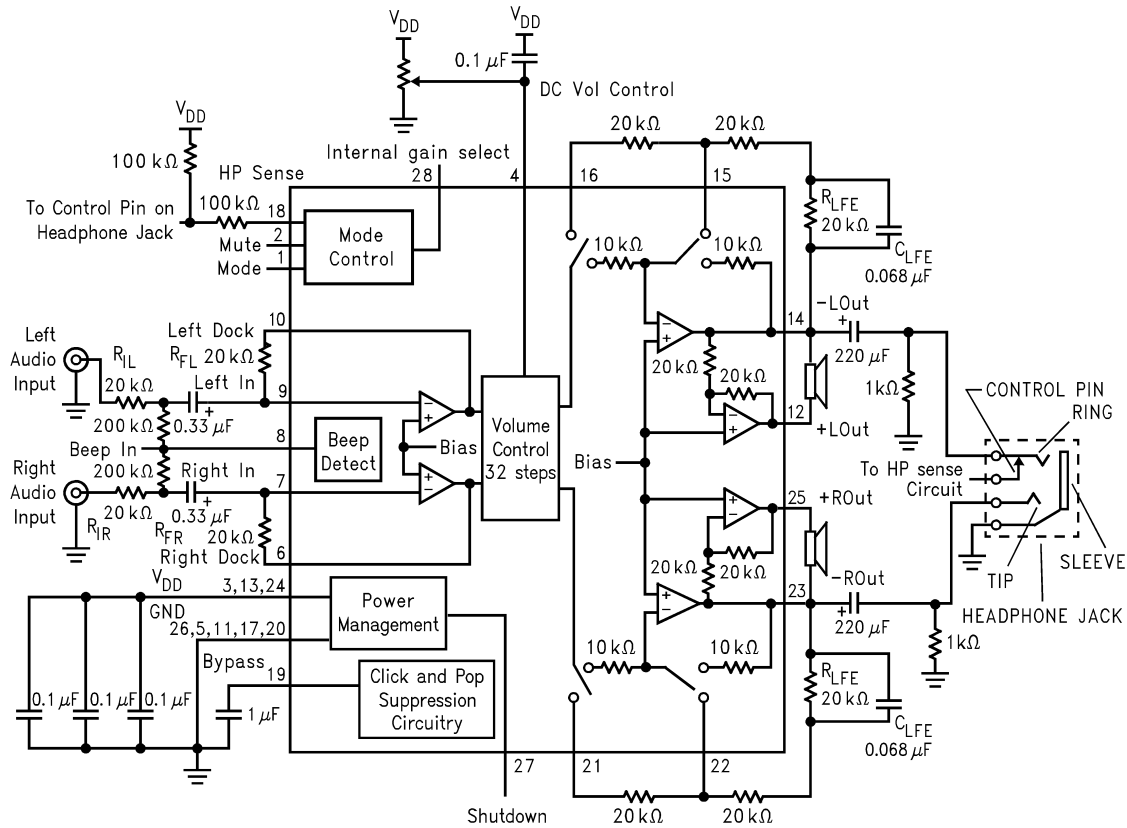 VDD
VDD
0.1 μF
DC Vol Control
VDD
100 kΩ
HP Sense
Internal gain select
28
4
20 kΩ
20 kΩ
16
15
To Control Pin on
Headphone Jack
100 kΩ
18
Mute
2
Mode
1
Mode
Control
10 kΩ
10 kΩ
RLFE
20 kΩ
CLFE
0.068 μF
10
Left Dock
Left
Audio
Input
RIL
20 kΩ
RFL
20 kΩ
Left In
9
+
0.33 μF
200 kΩ
Beep In
8
Beep
Detect
200 kΩ
Right
Audio
Input
RIR
20 kΩ
Right In
7
+
0.33 μF
RFR
20 kΩ
Right Dock
6
−
+
Bias
+
−
Volume
Control
32 steps
−
+
20 kΩ
20 kΩ
−
+
Bias
+
−
20 kΩ
20 kΩ
+
−
14
−LOut
+
220 μF
1 kΩ
12
+LOut
25
+ROut
23
−ROut
+
220 μF
1 kΩ
CONTROL PIN
RING
To HP sense
Circuit
TIP
SLEEVE
HEADPHONE JACK
VDD
3,13,24
GND
26,5,11,17,20
Power
Management
Bypass
19
Click and Pop
Suppression
Circuitry
0.1 μF
0.1 μF
0.1 μF
1 μF
10 kΩ
10 kΩ
RLFE
20 kΩ
CLFE
0.068 μF
27
21
22
Shutdown
20 kΩ
20 kΩ